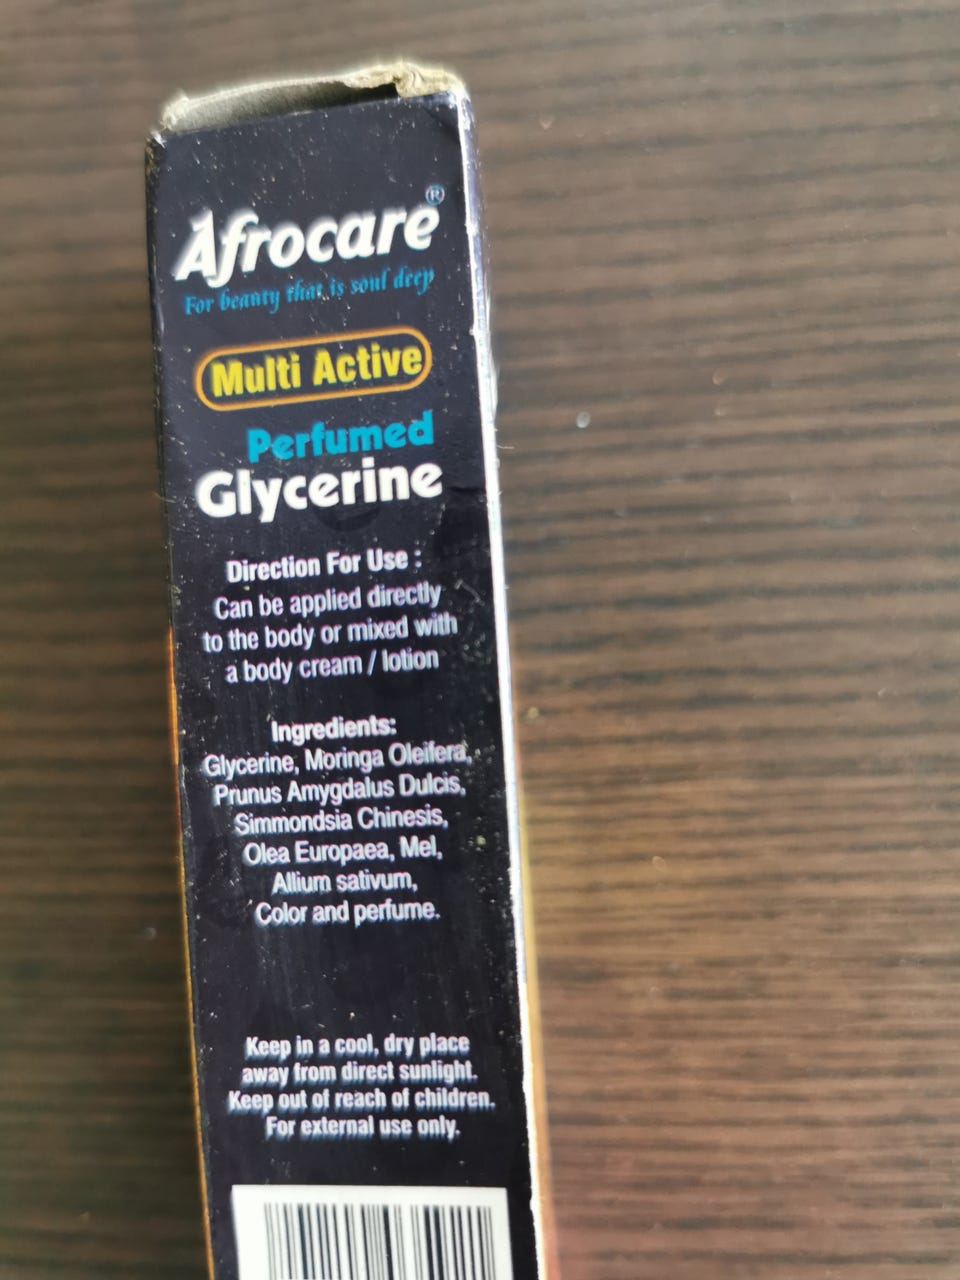 Afrocare®
For beauty that is soul deep
Multi Active
Perfumed
Glycerine
Direction For Use :
Can be applied directly
to the body or mixed with
a body cream / lotion
Ingredients:
Glycerine, Moringa Oleifera,
Prunus Amygdalus Dulcis,
Simmondsia Chinesis,
Olea Europaea, Mel,
Allium sativum,
Color and perfume.
Keep in a cool, dry place
away from direct sunlight.
Keep out of reach of children.
For external use only.